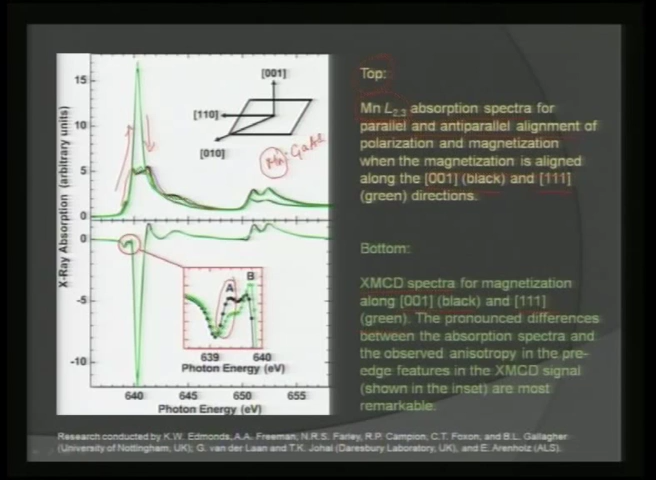 15
10
5
0
0
-5
-10
X-Ray Absorption (arbitrary units)
[001]
[110]
[010]
Mn:GaAs
A
B
639
640
Photon Energy (eV)
640
645
650
655
Photon Energy (eV)
Top:
Mn L2,3 absorption spectra for
parallel and antiparallel alignment of
polarization and magnetization
when the magnetization is aligned
along the [001] (black) and [111]
(green) directions.
Bottom:
XMCD spectra for magnetization
along [001] (black) and [111]
(green). The pronounced differences
between the absorption spectra and
the observed anisotropy in the pre-
edge features in the XMCD signal
(shown in the inset) are most
remarkable.
Research conducted by K.W. Edmonds, A.A. Freeman, N.R.S. Farley, R.P. Campion, C.T. Foxon, and B.L. Gallagher
(University of Nottingham, UK); G. van der Laan and T.K. Johal (Daresbury Laboratory, UK), and E. Arenholz (ALS).